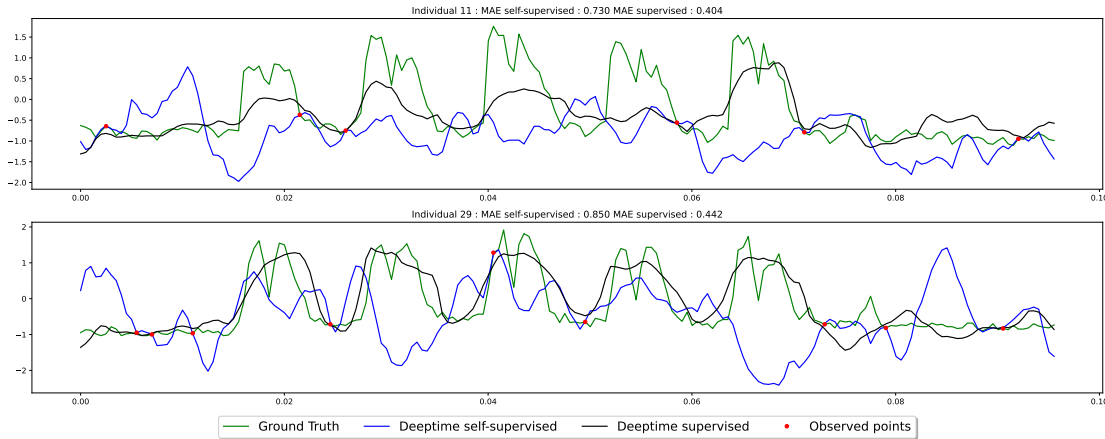 Individual 11 : MAE self-supervised : 0.730 MAE supervised : 0.404
1.5
1.0
0.5
0.0
−0.5
−1.0
−1.5
−2.0
0.00 0.02 0.04 0.06 0.08 0.10
Individual 29 : MAE self-supervised : 0.850 MAE supervised : 0.442
2
1
0
−1
−2
0.00 0.02 0.04 0.06 0.08 0.10
Ground Truth Deeptime self-supervised Deeptime supervised Observed points